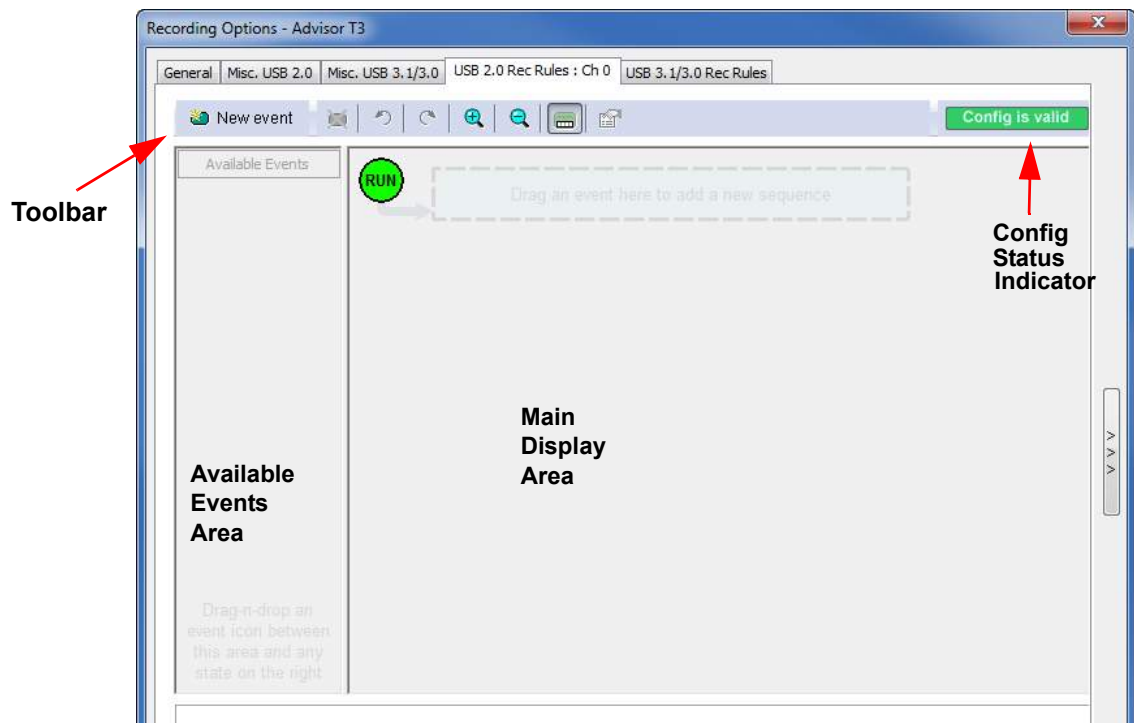 Recording Options - Advisor T3
x
General Misc. USB 2.0 Misc. USB 3.1/3.0 USB 2.0 Rec Rules : Ch 0 USB 3.1/3.0 Rec Rules
New event
Config is valid
Available Events
RUN
Drag an event here to add a new sequence
Toolbar
Config
Status
Indicator
Main
Display
Area
>
>
>
Available
Events
Area
Drag-n-drop an
event icon between
this area and any
state on the right